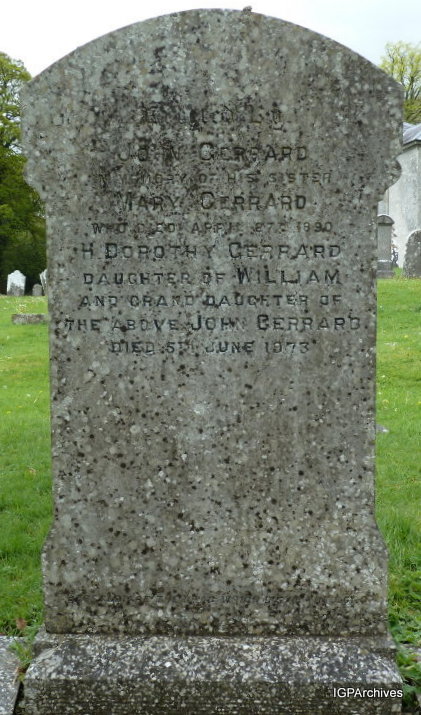 JOHN GERRARD
IN MEMORY OF HIS SISTER
MARY GERRARD
WHO DIED APRIL 27TH 1890
H DOROTHY GERRARD
DAUGHTER OF WILLIAM
AND GRAND DAUGHTER OF
THE ABOVE JOHN GERRARD
DIED 5TH JUNE 1973
IGPArchives